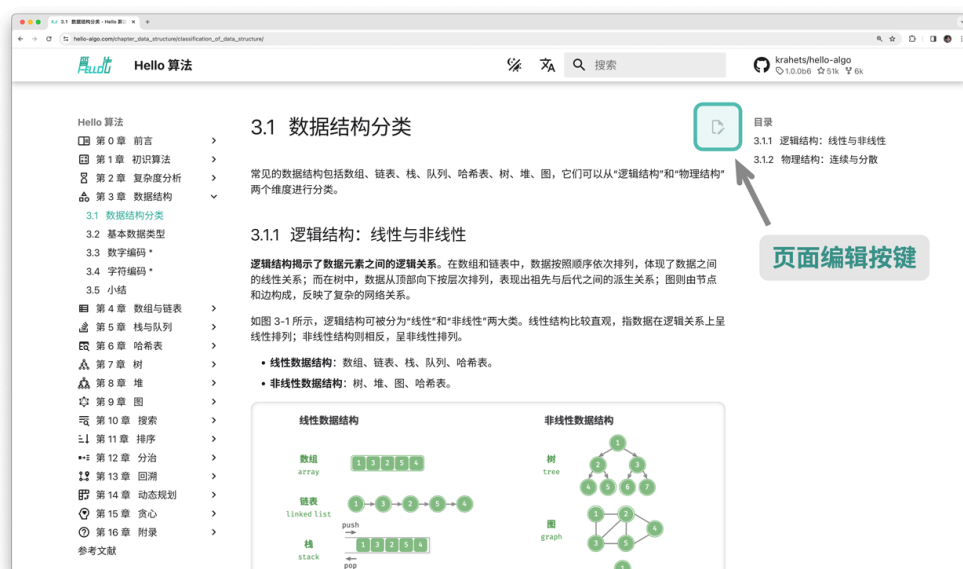 3.1 数据结构分类 - Hello 算
hello-algo.com/chapter_data_structure/classification_of_data_structure/
Hello 算法
搜索
krahets/hello-algo
1.0.0b6 51k 6k
Hello 算法
第 0 章 前言
第 1 章 初识算法
第 2 章 复杂度分析
第 3 章 数据结构
3.1 数据结构分类
3.2 基本数据类型
3.3 数字编码 *
3.4 字符编码 *
3.5 小结
第 4 章 数组与链表
第 5 章 栈与队列
第 6 章 哈希表
第 7 章 树
第 8 章 堆
第 9 章 图
第 10 章 搜索
第 11 章 排序
第 12 章 分治
第 13 章 回溯
第 14 章 动态规划
第 15 章 贪心
第 16 章 附录
参考文献
3.1 数据结构分类
常见的数据结构包括数组、链表、栈、队列、哈希表、树、堆、图，它们可以从“逻辑结构”和“物理结构”
两个维度进行分类。
3.1.1 逻辑结构：线性与非线性
逻辑结构揭示了数据元素之间的逻辑关系。在数组和链表中，数据按照顺序依次排列，体现了数据之间
的线性关系；而在树中，数据从顶部向下按层次排列，表现出祖先与后代之间的派生关系；图则由节点
和边构成，反映了复杂的网络关系。
如图 3-1 所示，逻辑结构可被分为“线性”和“非线性”两大类。线性结构比较直观，指数据在逻辑关系上呈
线性排列；非线性结构则相反，呈非线性排列。
• 线性数据结构：数组、链表、栈、队列、哈希表。
• 非线性数据结构：树、堆、图、哈希表。
线性数据结构
数组
array
1 3 2 5 4
链表
linked list
1 3 2 5 4
push
栈
stack
1 3 2 5 4
pop
非线性数据结构
树
tree
1
2 3
4 5 6 7
图
graph
1 2
4
3 5
1
目录
3.1.1 逻辑结构：线性与非线性
3.1.2 物理结构：连续与分散
页面编辑按键